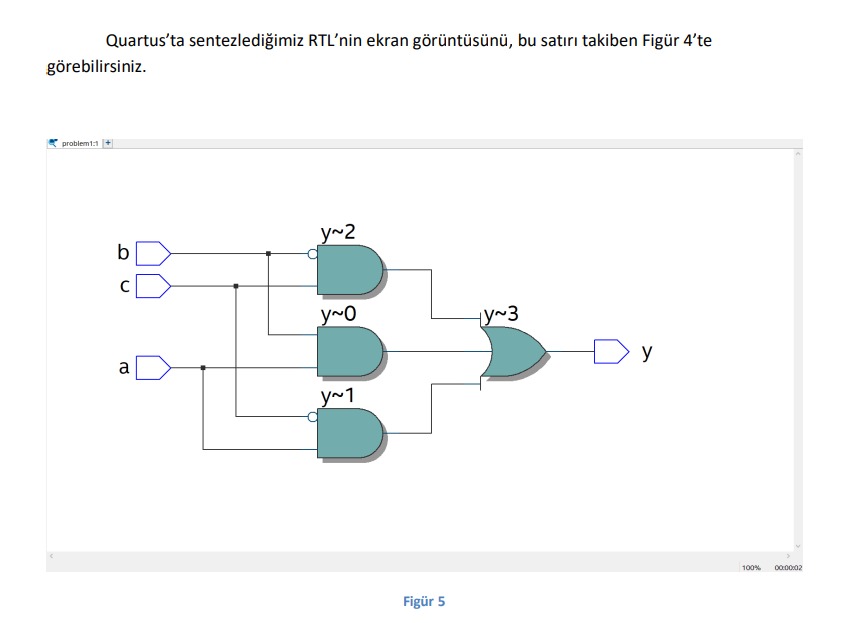 Quartus’ta sentezlediğimiz RTL’nin ekran görüntüsünü, bu satırı takiben Figür 4’te
görebilirsiniz.
problem1:1
y~2
b
c
y~0
y~3
y
a
y~1
100% 00:00:02
Figür 5